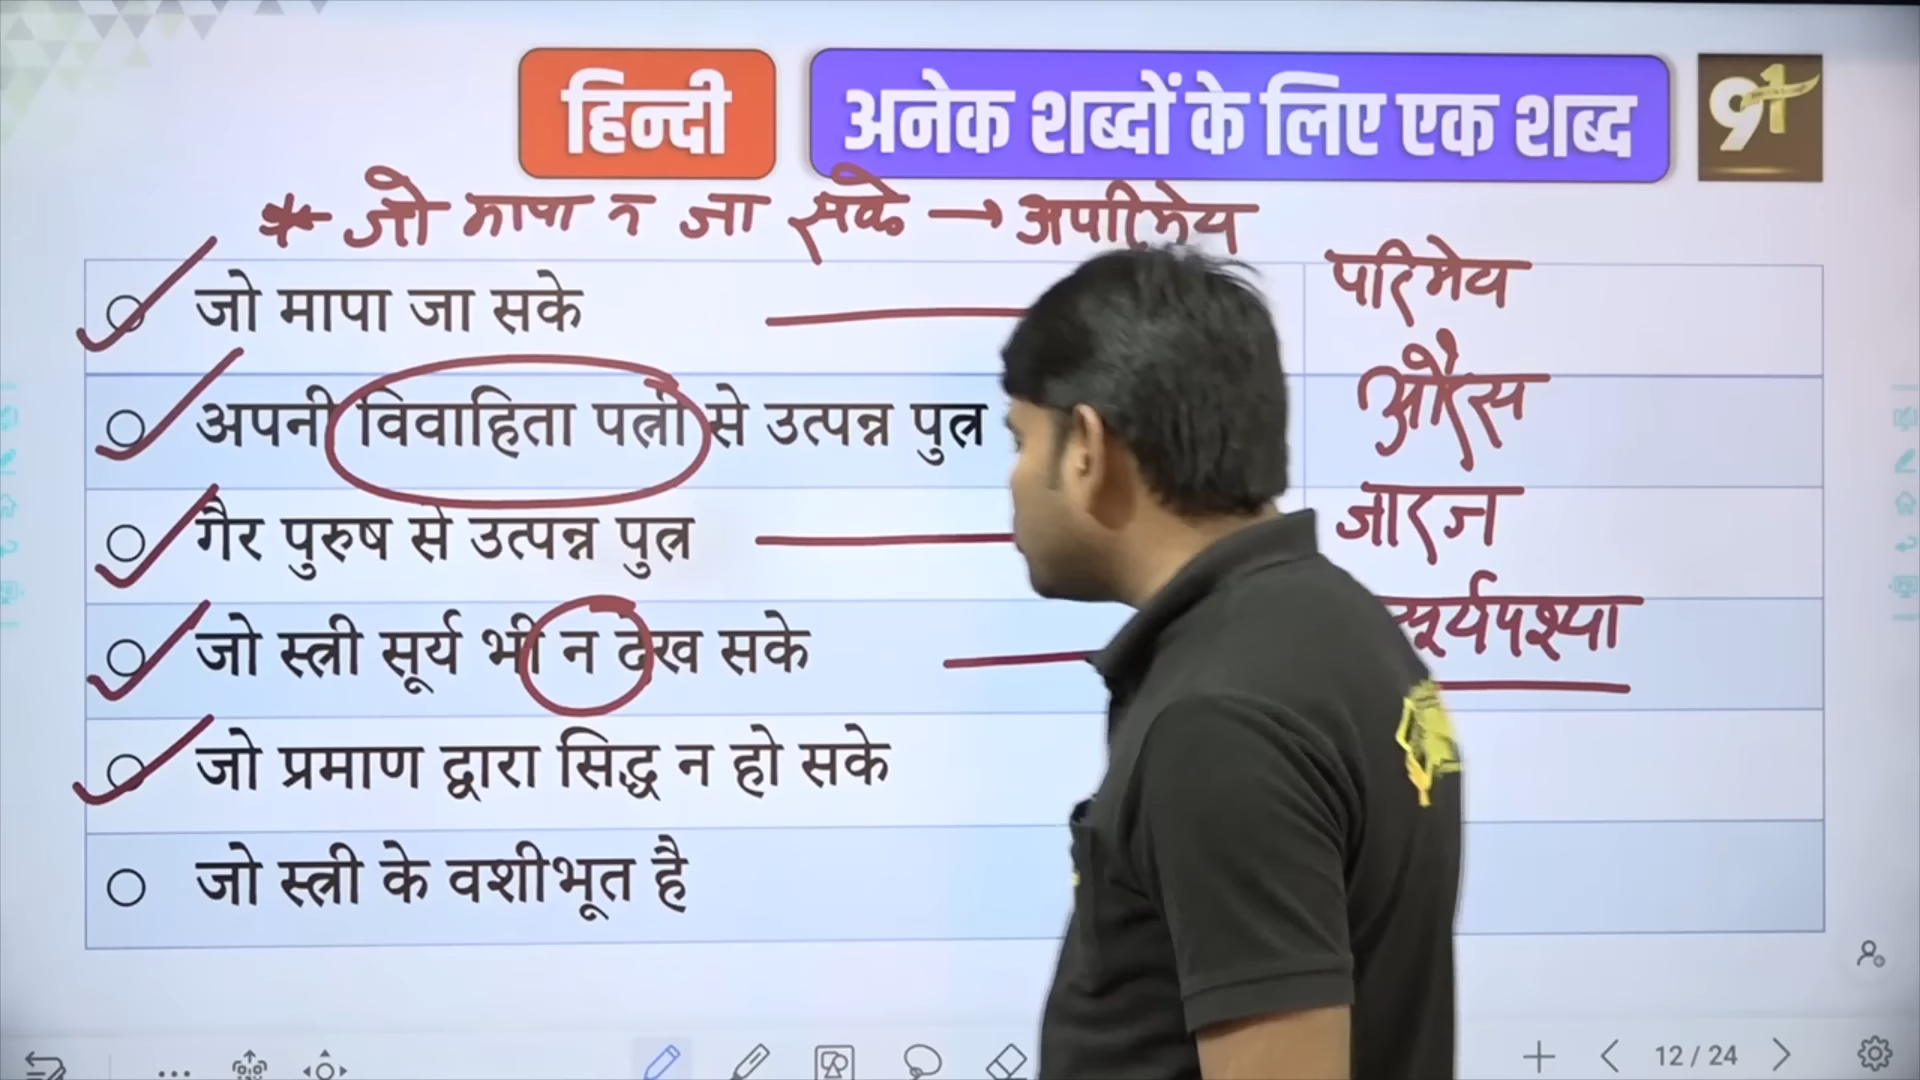 हिन्दी अनेक शब्दों के लिए एक शब्द 91
* जो मापा न जा सके → अपरिमेय
जो मापा जा सके परिमेय
अपनी विवाहिता पत्नी से उत्पन्न पुत्र औरस
गैर पुरुष से उत्पन्न पुत्र जारज
जो स्त्री सूर्य भी न देख सके सूर्यपश्या
जो प्रमाण द्वारा सिद्ध न हो सके
जो स्त्री के वशीभूत है
12 / 24